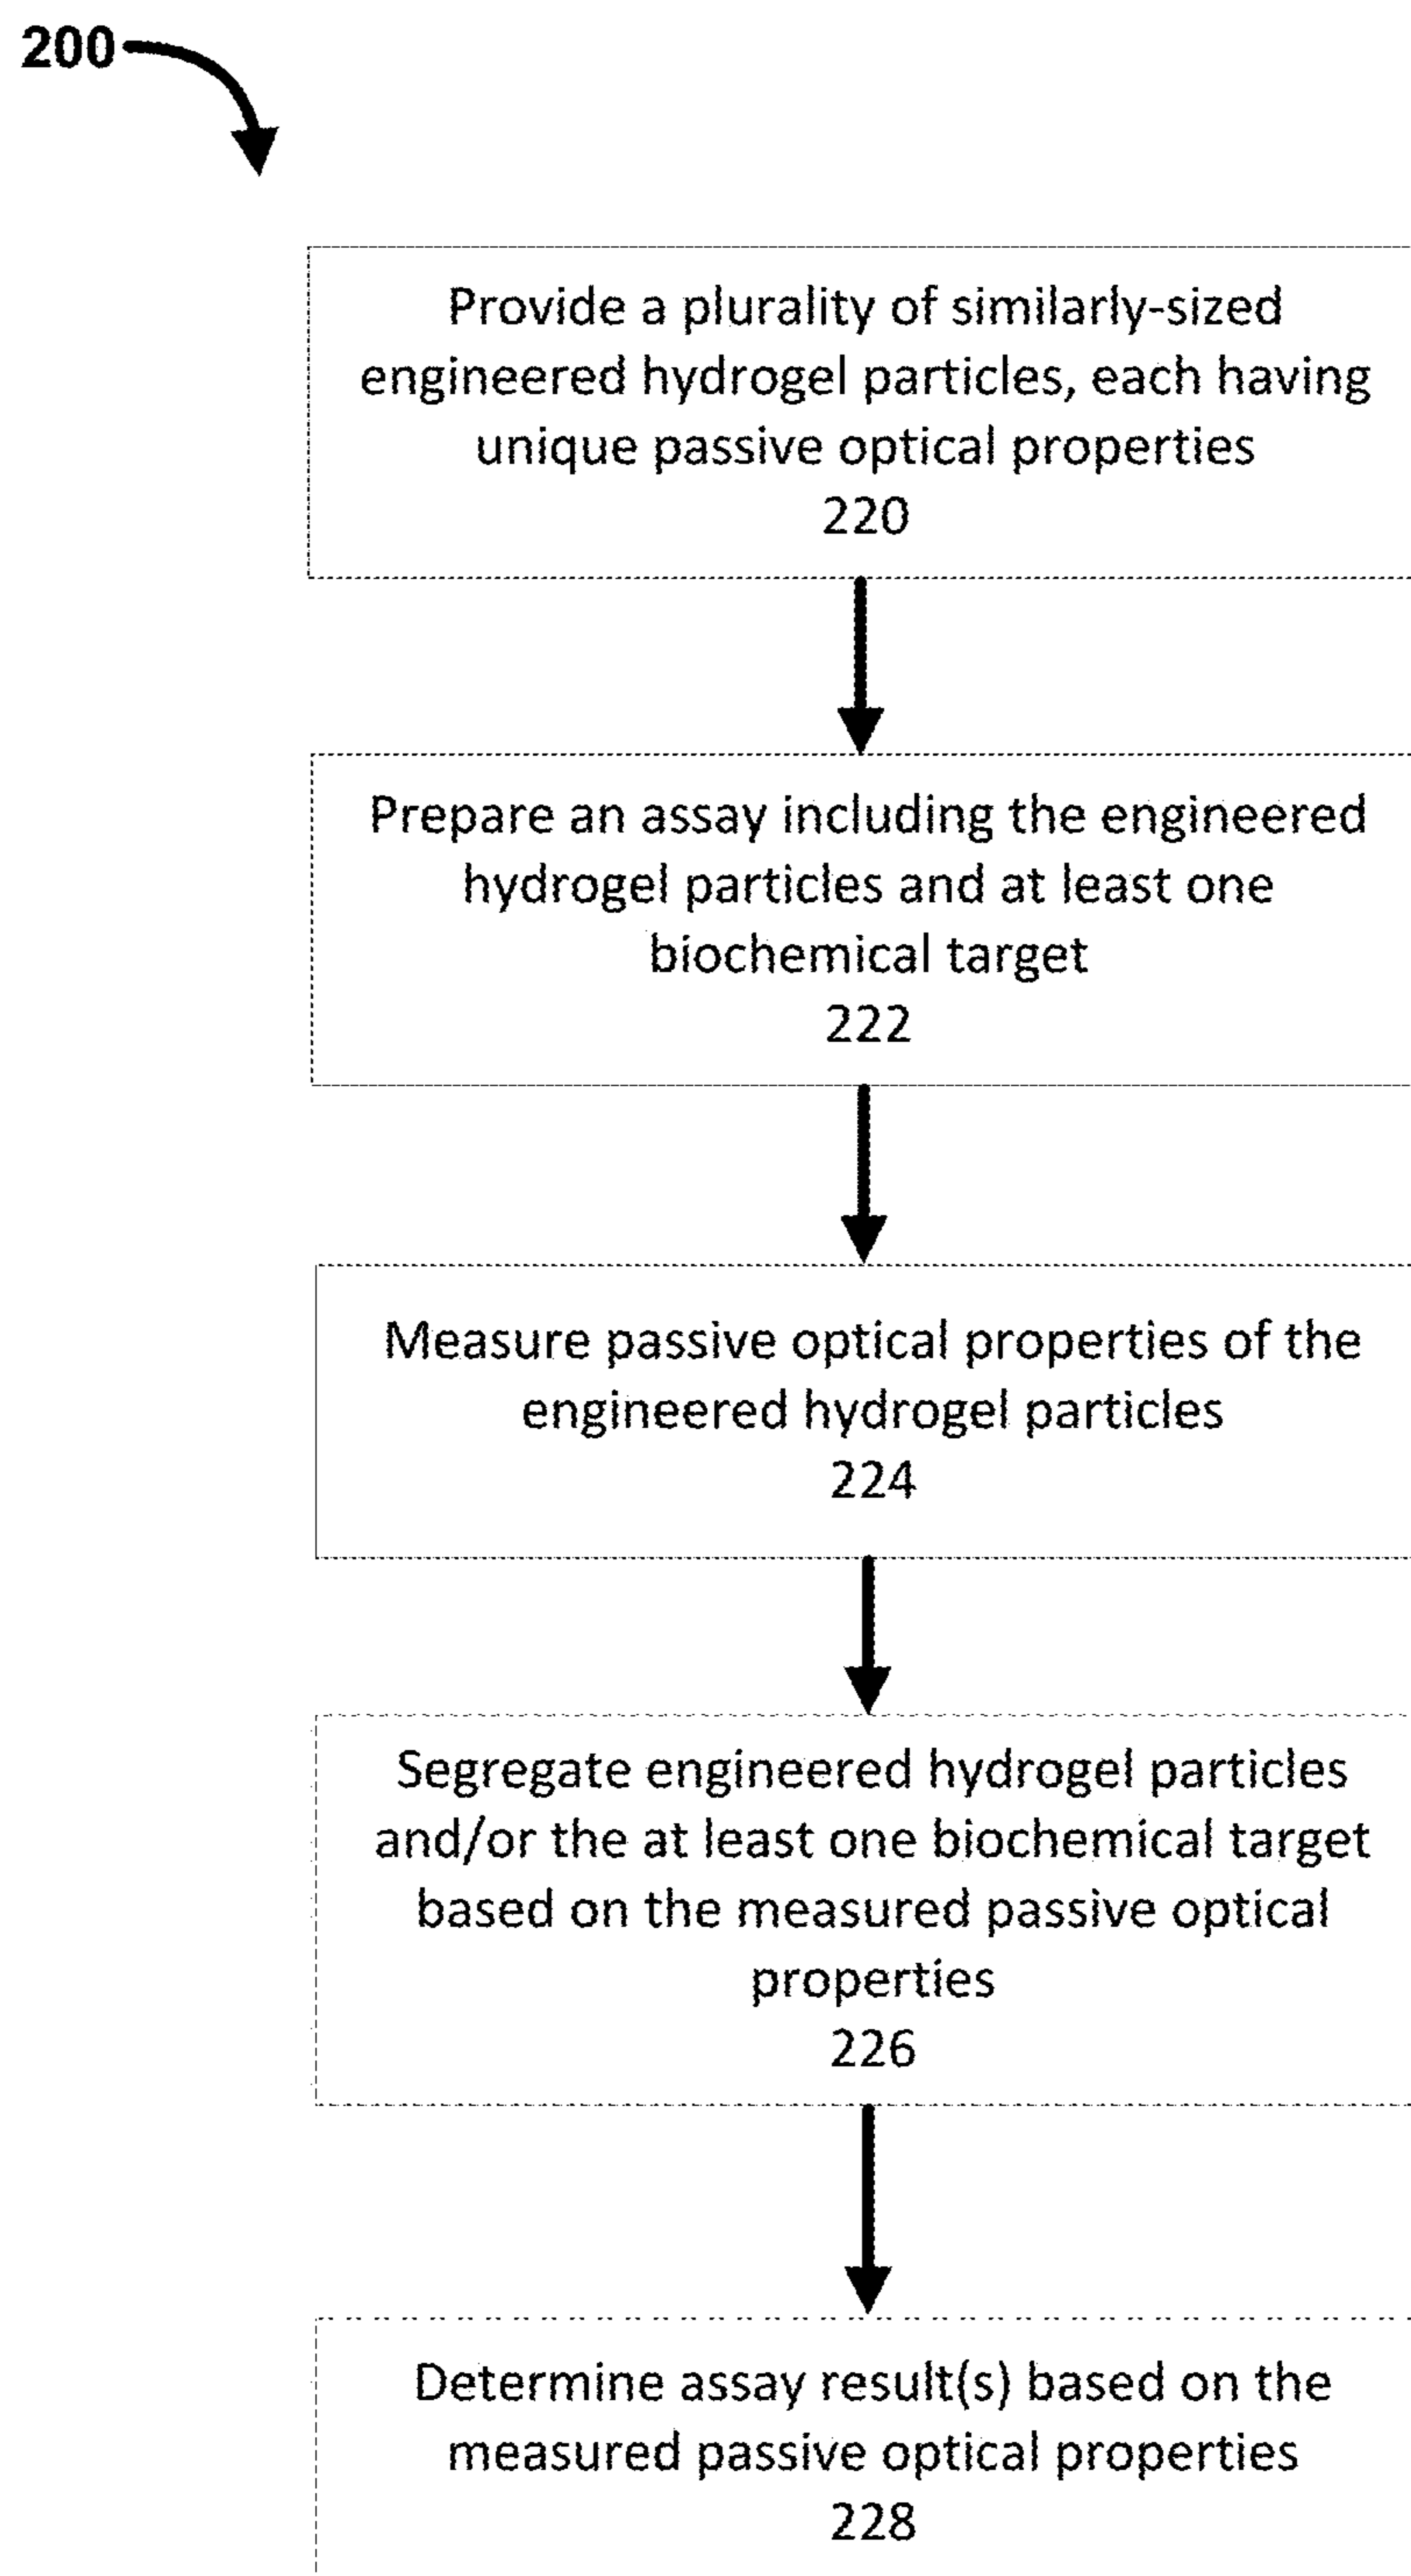 200
Provide a plurality of similarly-sized
engineered hydrogel particles, each having
unique passive optical properties
220
Prepare an assay including the engineered
hydrogel particles and at least one
biochemical target
222
Measure passive optical properties of the
engineered hydrogel particles
224
Segregate engineered hydrogel particles
and/or the at least one biochemical target
based on the measured passive optical
properties
226
Determine assay result(s) based on the
measured passive optical properties
228